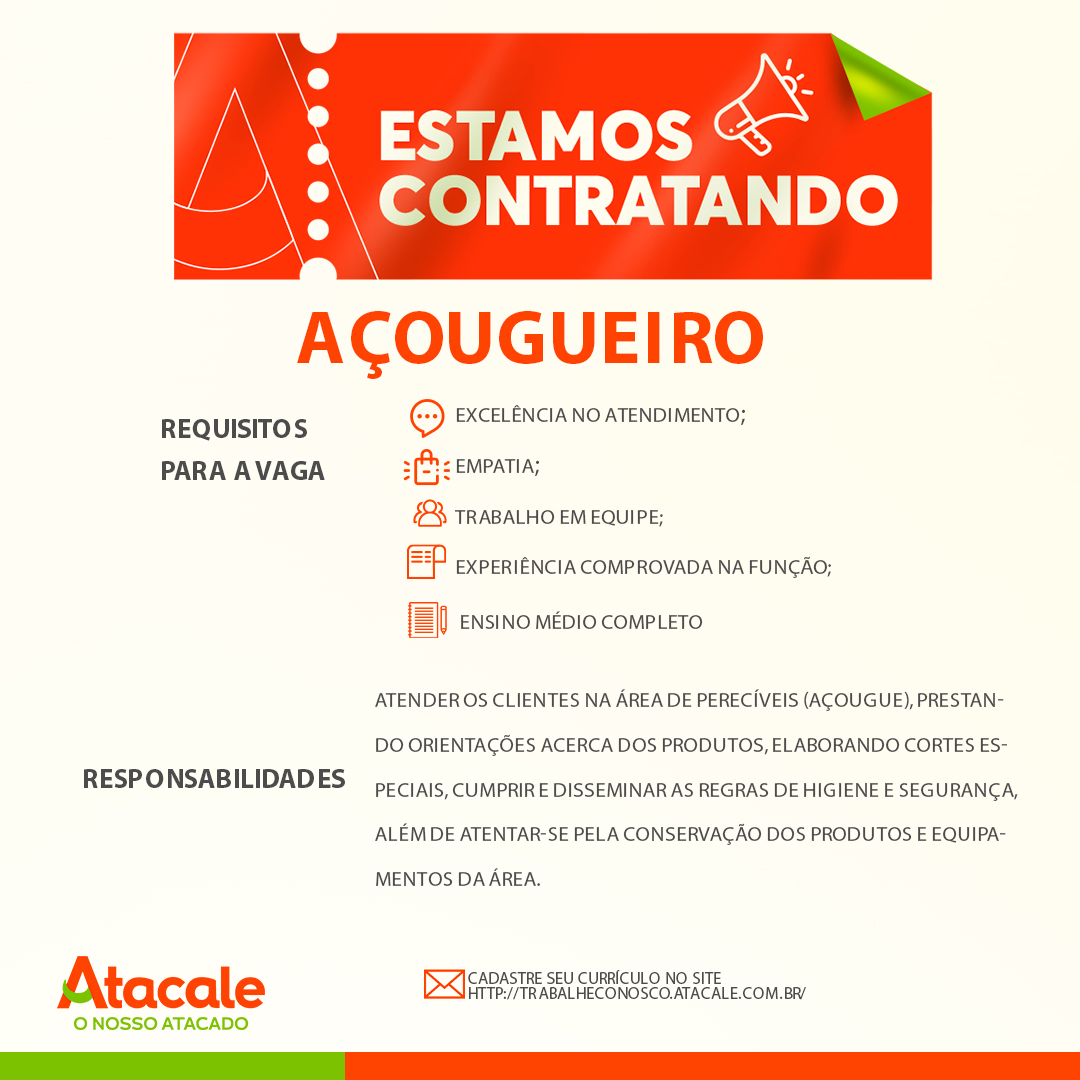 ESTAMOS
CONTRATANDO
AÇOUGUEIRO
REQUISITOS
PARA A VAGA
EXCELÊNCIA NO ATENDIMENTO;
EMPATIA;
TRABALHO EM EQUIPE;
EXPERIÊNCIA COMPROVADA NA FUNÇÃO;
ENSINO MÉDIO COMPLETO
RESPONSABILIDADES
ATENDER OS CLIENTES NA ÁREA DE PERECÍVEIS (AÇOUGUE), PRESTAN-
DO ORIENTAÇÕES ACERCA DOS PRODUTOS, ELABORANDO CORTES ES-
PECIAIS, CUMPRIR E DISSEMINAR AS REGRAS DE HIGIENE E SEGURANÇA,
ALÉM DE ATENTAR-SE PELA CONSERVAÇÃO DOS PRODUTOS E EQUIPA-
MENTOS DA ÁREA.
Atacale
O NOSSO ATACADO
CADASTRE SEU CURRÍCULO NO SITE
HTTP://TRABALHECONOSCO.ATACALE.COM.BR/